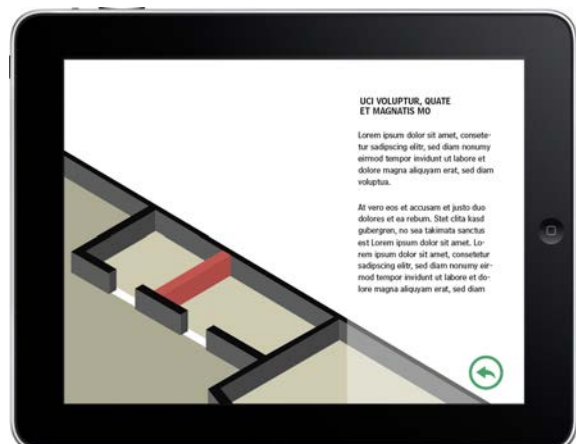 UCI VOLUPTUR, QUATE
ET MAGNATIS MO
Lorem ipsum dolor sit amet, consete-
tur sadipscing elitr, sed diam nonumy
eirmod tempor invidunt ut labore et
dolore magna aliquyam erat, sed diam
voluptua.
At vero eos et accusam et justo duo
dolores et ea rebum. Stet clita kasd
gubergren, no sea takimata sanctus
est Lorem ipsum dolor sit amet. Lo-
rem ipsum dolor sit amet, consetetur
sadipscing elitr, sed diam nonumy eir-
mod tempor invidunt ut labore et do-
lore magna aliquyam erat, sed diam